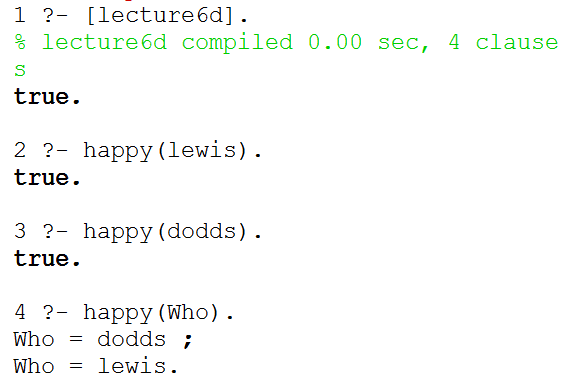 1 ?- [lecture6d].
% lecture6d compiled 0.00 sec, 4 clause
s
true.
2 ?- happy(lewis).
true.
3 ?- happy(dodds).
true.
4 ?- happy(Who).
Who = dodds ;
Who = lewis.